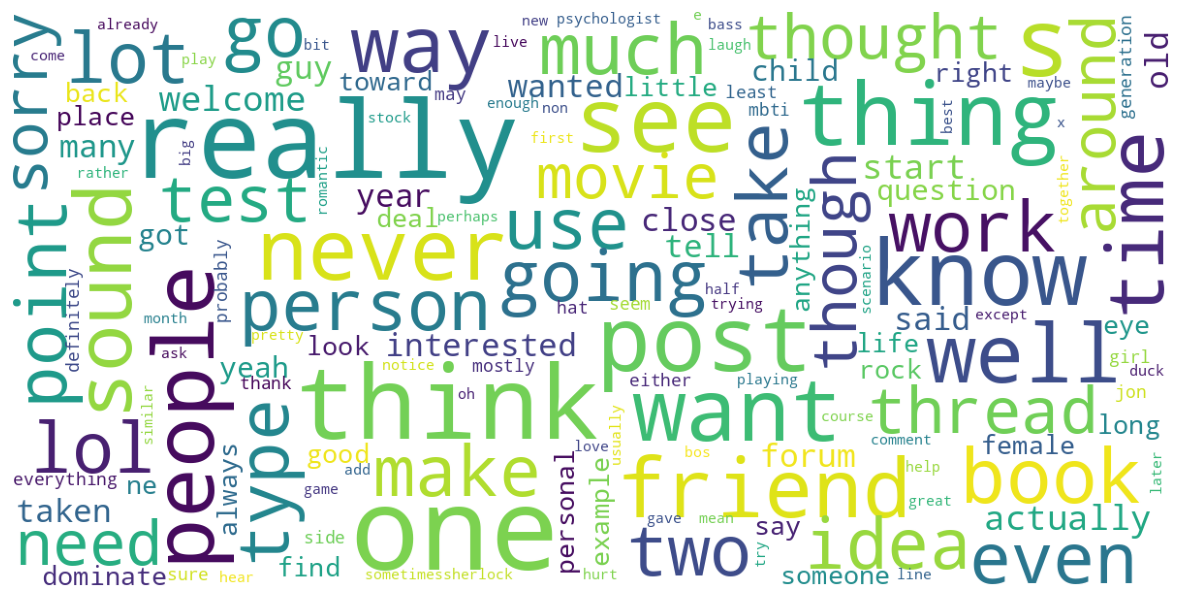 already
come
play
lot
go
bit
guy
way
new
psychologist
live
much
e
laugh
bass
thought
s
around
generation
old
sorry
back
place
many
rather
welcome
big
really
stock
toward
may
wanted
enough
non
first
see
little
child
least
mbti
right
thing
best
maybe
x
together
time
point
sound
test
romantic
year
deal
perhaps
movie
use
close
tell
take
anything
though
start
question
work
scenario
know
got
never
going
half
person
hat
seem
trying
said
except
definitely
month
people
probably
pretty
ask
yeah
look
interested
post
life
rock
well
eye
girl
duck
jon
thank
notice
mostly
oh
think
either
playing
want
course
thread
long
similar
lol
type
good
add
make
love
usually
bos
forum
comment
female
help
later
everything
ne
always
game
personal
example
friend
great
book
taken
need
side
find
one
gave
mean
say
try
idea
actually
dominate
sure
hear
sometimessherlock
hurt
two
someone
line
even